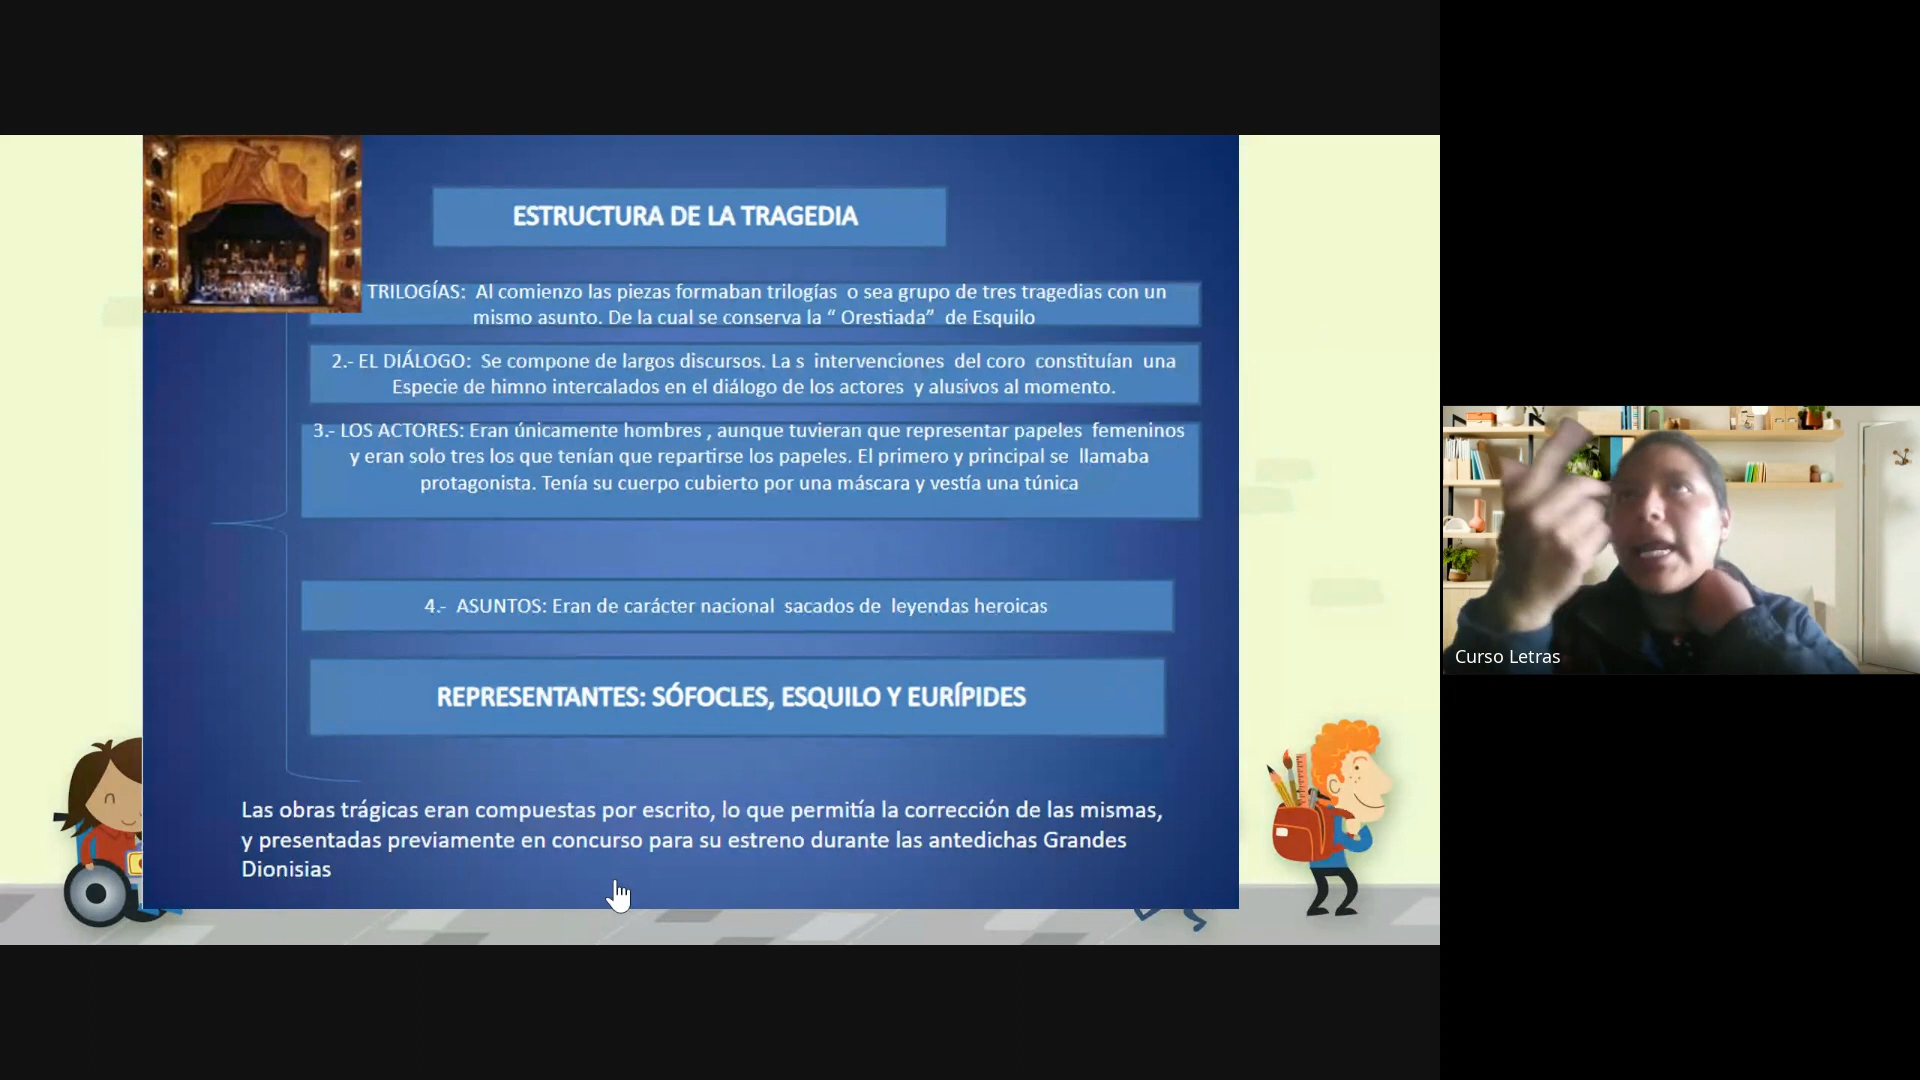 ESTRUCTURA DE LA TRAGEDIA
TRILOGÍAS: Al comienzo las piezas formaban trilogías o sea grupo de tres tragedias con un
mismo asunto. De la cual se conserva la “ Orestiada” de Esquilo
2.- EL DIÁLOGO: Se compone de largos discursos. La s intervenciones del coro constituían una
Especie de himno intercalados en el diálogo de los actores y alusivos al momento.
3.- LOS ACTORES: Eran únicamente hombres , aunque tuvieran que representar papeles femeninos
y eran solo tres los que tenían que repartirse los papeles. El primero y principal se llamaba
protagonista. Tenía su cuerpo cubierto por una máscara y vestía una túnica
4.- ASUNTOS: Eran de carácter nacional sacados de leyendas heroicas
REPRESENTANTES: SÓFOCLES, ESQUILO Y EURÍPIDES
Las obras trágicas eran compuestas por escrito, lo que permitía la corrección de las mismas,
y presentadas previamente en concurso para su estreno durante las antedichas Grandes
Dionisias
Curso Letras